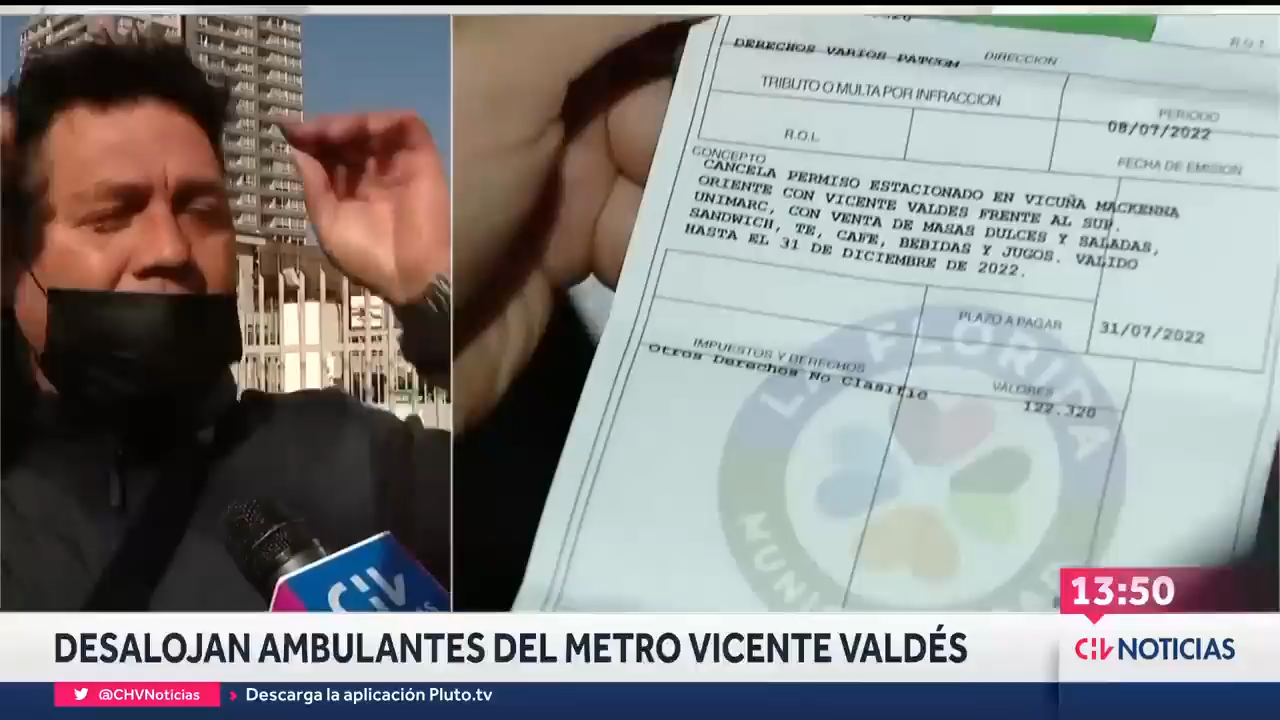 DERECHOS VARIOS PATCOM
DIRECCION
TRIBUTO O MULTA POR INFRACCION
R.O.L
PERIODO
08/07/2022
FECHA DE EMISION
CONCEPTO
CANCELA PERMISO ESTACIONADO EN VICUÑA MACKENNA
ORIENTE CON VICENTE VALDES FRENTE AL SUP.
UNIMARC, CON VENTA DE MASAS DULCES Y SALADAS,
SANDWICH, TE, CAFE, BEBIDAS Y JUGOS. VALIDO
HASTA EL 31 DE DICIEMBRE DE 2022.
PLAZO A PAGAR
31/07/2022
IMPUESTOS Y DERECHOS
VALORES
Otros Derechos No Clasific
122.320
LA FLORIDA
CHV
13:50
DESALOJAN AMBULANTES DEL METRO VICENTE VALDÉS
CHV NOTICIAS
@CHVNoticias
Descarga la aplicación Pluto.tv